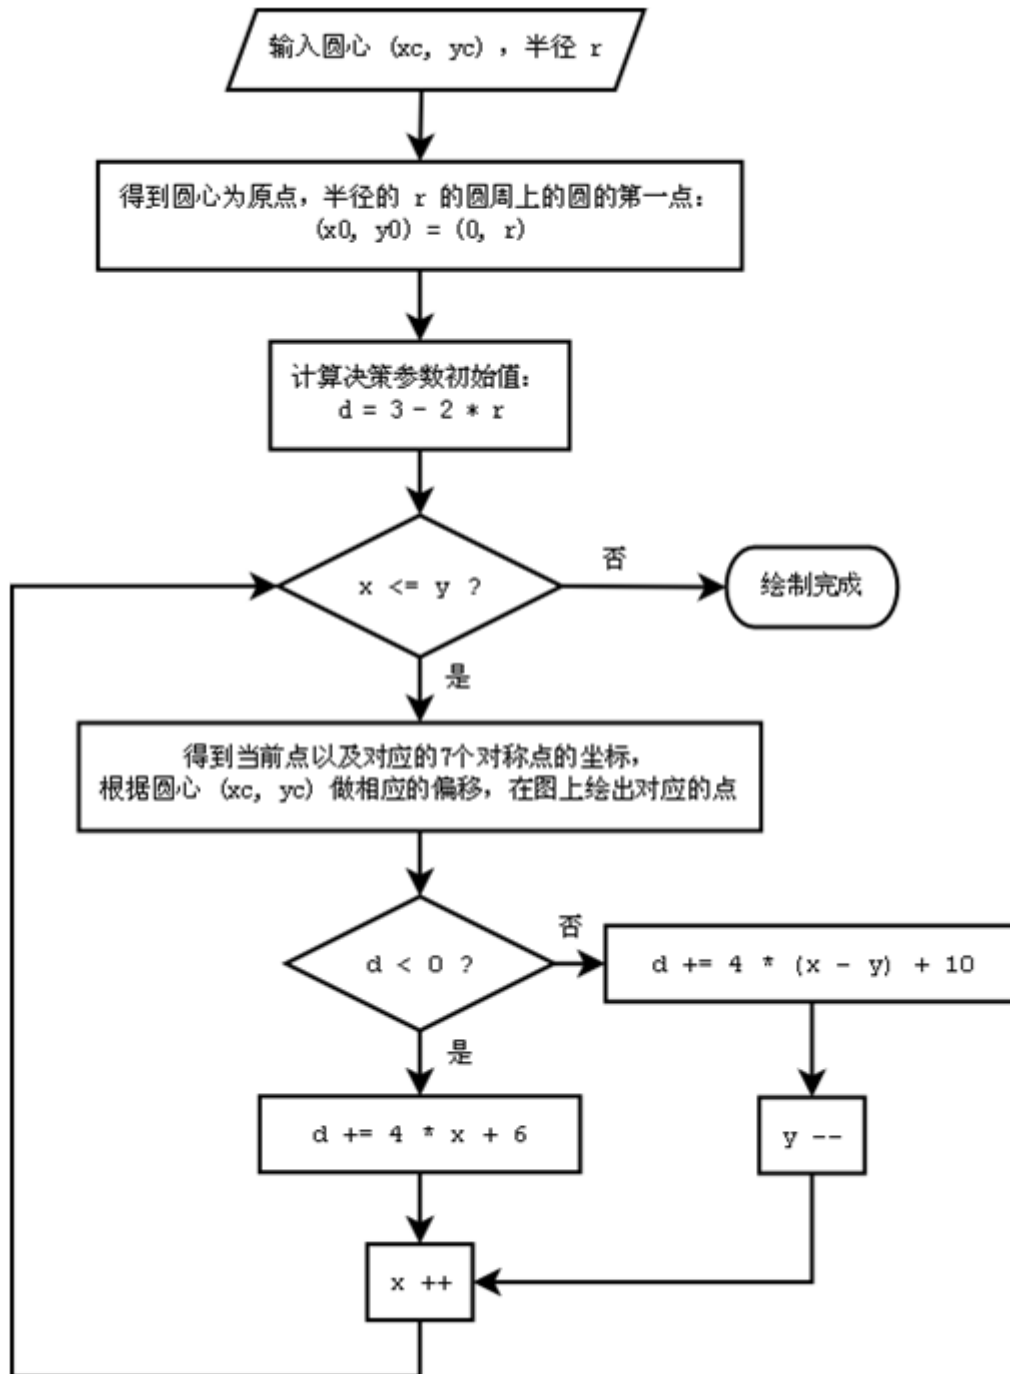 输入圆心 (xc, yc) ，半径 r
得到圆心为原点，半径的 r 的圆周上的圆的第一点：
(x0, y0) = (0, r)
计算决策参数初始值：
d = 3 - 2 * r
x <= y ?
否
绘制完成
是
得到当前点以及对应的7个对称点的坐标，
根据圆心 (xc, yc) 做相应的偏移，在图上绘出对应的点
d < 0 ?
否
d += 4 * (x - y) + 10
是
d += 4 * x + 6
y --
x ++